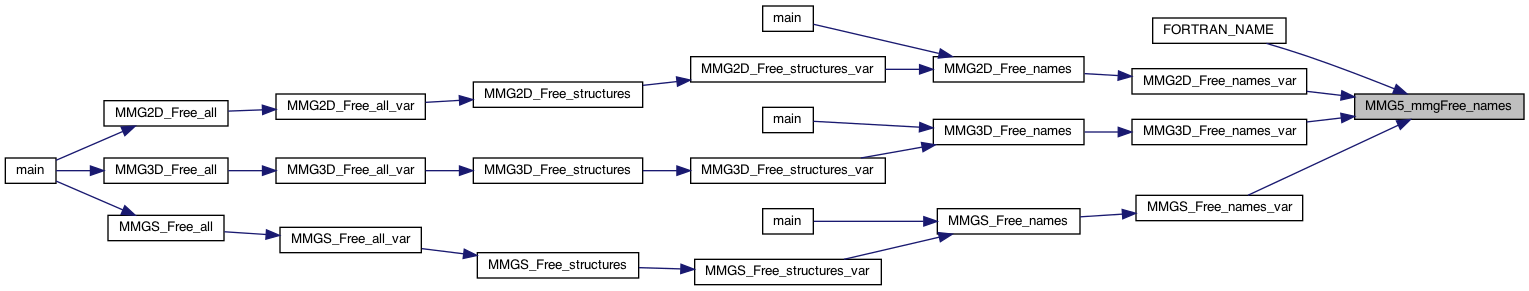 main
FORTRAN_NAME
MMG2D_Free_structures_var
MMG2D_Free_names
MMG2D_Free_names_var
MMG2D_Free_structures
MMG2D_Free_all_var
MMG2D_Free_all
MMG5_mmgFree_names
main
MMG3D_Free_names
MMG3D_Free_names_var
main
MMG3D_Free_all
MMG3D_Free_all_var
MMG3D_Free_structures
MMG3D_Free_structures_var
MMGS_Free_names_var
main
MMGS_Free_names
MMGS_Free_all
MMGS_Free_all_var
MMGS_Free_structures
MMGS_Free_structures_var